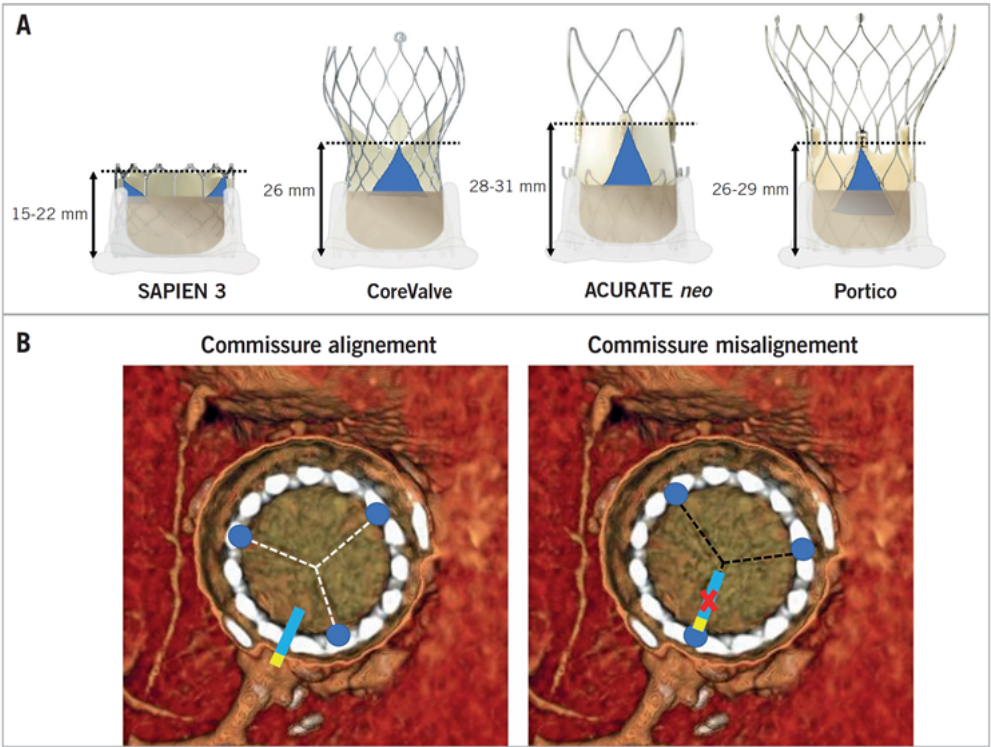 A
15-22 mm
26 mm
28-31 mm
26-29 mm
SAPIEN 3
CoreValve
ACURATE neo
Portico
B
Commissure alignement
Commissure misalignement